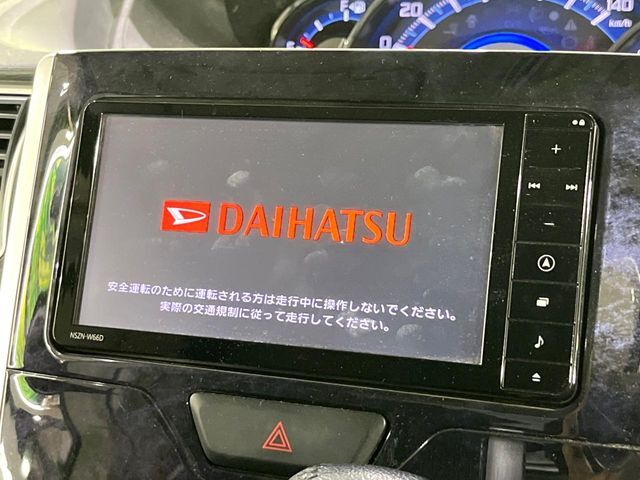 F
0
20
140
km/h
DAIHATSU
安全運転のために運転される方は走行中に操作しないでください。
実際の交通規制に従って走行してください。
NSZN-W66D